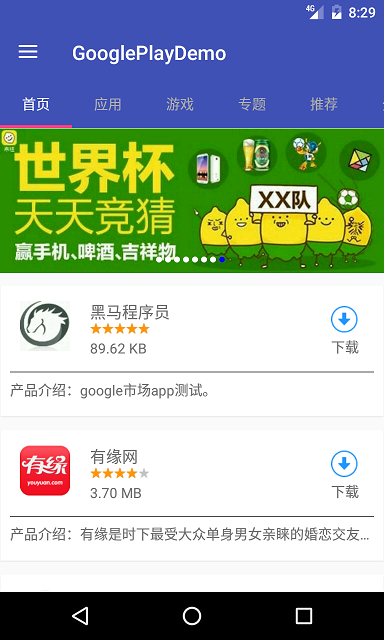 4G 8:29
GooglePlayDemo
首页 应用 游戏 专题 推荐
世界杯
天天竞猜
赢手机、啤酒、吉祥物
XX队
黑马程序员
89.62 KB
下载
产品介绍：google市场app测试。
有缘
youyuan.com
有缘网
3.70 MB
下载
产品介绍：有缘是时下最受大众单身男女亲睐的婚恋交友...